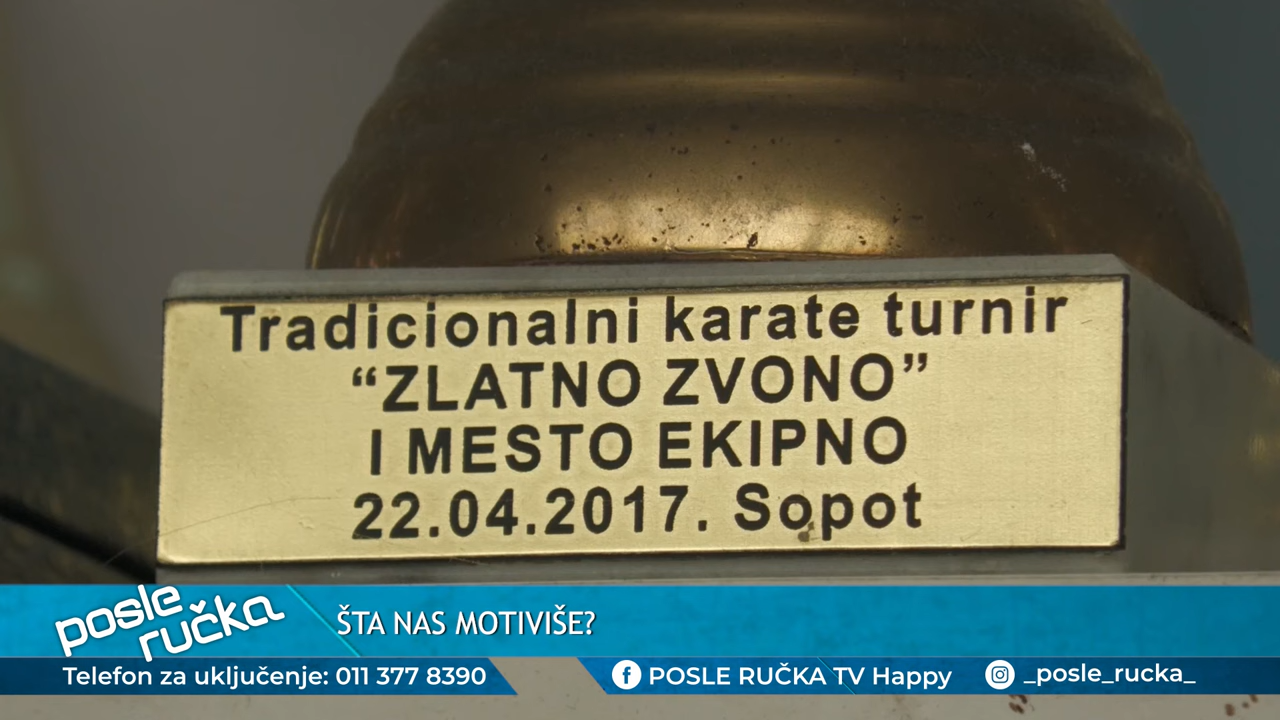 Tradicionalni karate turnir
“ZLATNO ZVONO”
I MESTO EKIPNO
22.04.2017. Sopot
posle
ručka
ŠTA NAS MOTIVIŠE?
Telefon za uključenje: 011 377 8390
POSLE RUČKA TV Happy
_posle_rucka_